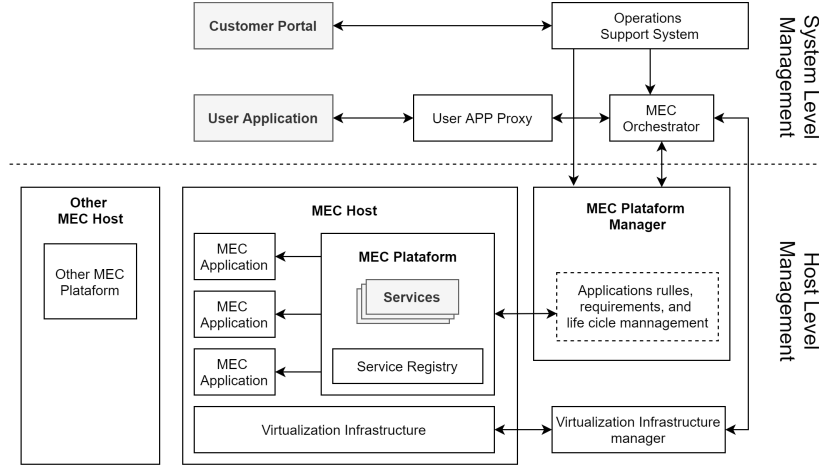 Customer Portal
Operations
Support System
System Level
Management
User Application
User APP Proxy
MEC
Orchestrator
Other
MEC Host
Other MEC
Plataform
MEC Host
MEC
Application
MEC
Application
MEC
Application
MEC Plataform
Services
Service Registry
Virtualization Infrastructure
MEC Plataform
Manager
Applications rulles,
requirements, and
life cicle mannagement
Virtualization Infrastructure
manager
Host Level
Management